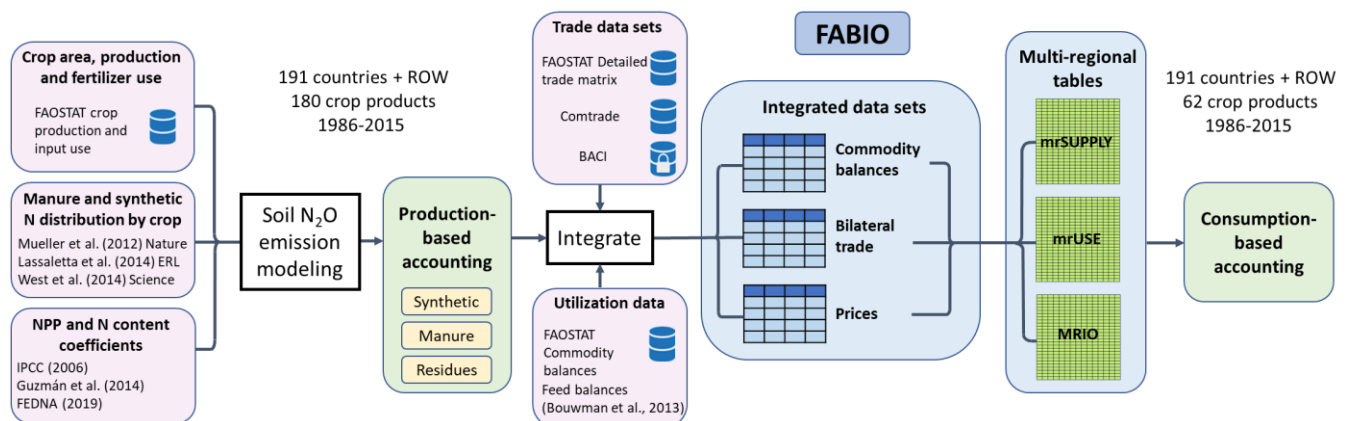 Crop area, production
and fertilizer use
FAOSTAT crop
production and
input use
Manure and synthetic
N distribution by crop
Mueller et al. (2012) Nature
Lassaletta et al. (2014) ERL
West et al. (2014) Science
NPP and N content
coefficients
IPCC (2006)
Guzmán et al. (2014)
FEDNA (2019)
191 countries + ROW
180 crop products
1986-2015
Soil N₂O
emission
modeling
Production-
based
accounting
Synthetic
Manure
Residues
Trade data sets
FAOSTAT Detailed
trade matrix
Comtrade
BACI
Integrate
Utilization data
FAOSTAT
Commodity
balances
Feed balances
(Bouwman et al., 2013)
FABIO
Integrated data sets
Commodity
balances
Bilateral
trade
Prices
Multi-regional
tables
mrSUPPLY
mrUSE
MRIO
191 countries + ROW
62 crop products
1986-2015
Consumption-
based
accounting